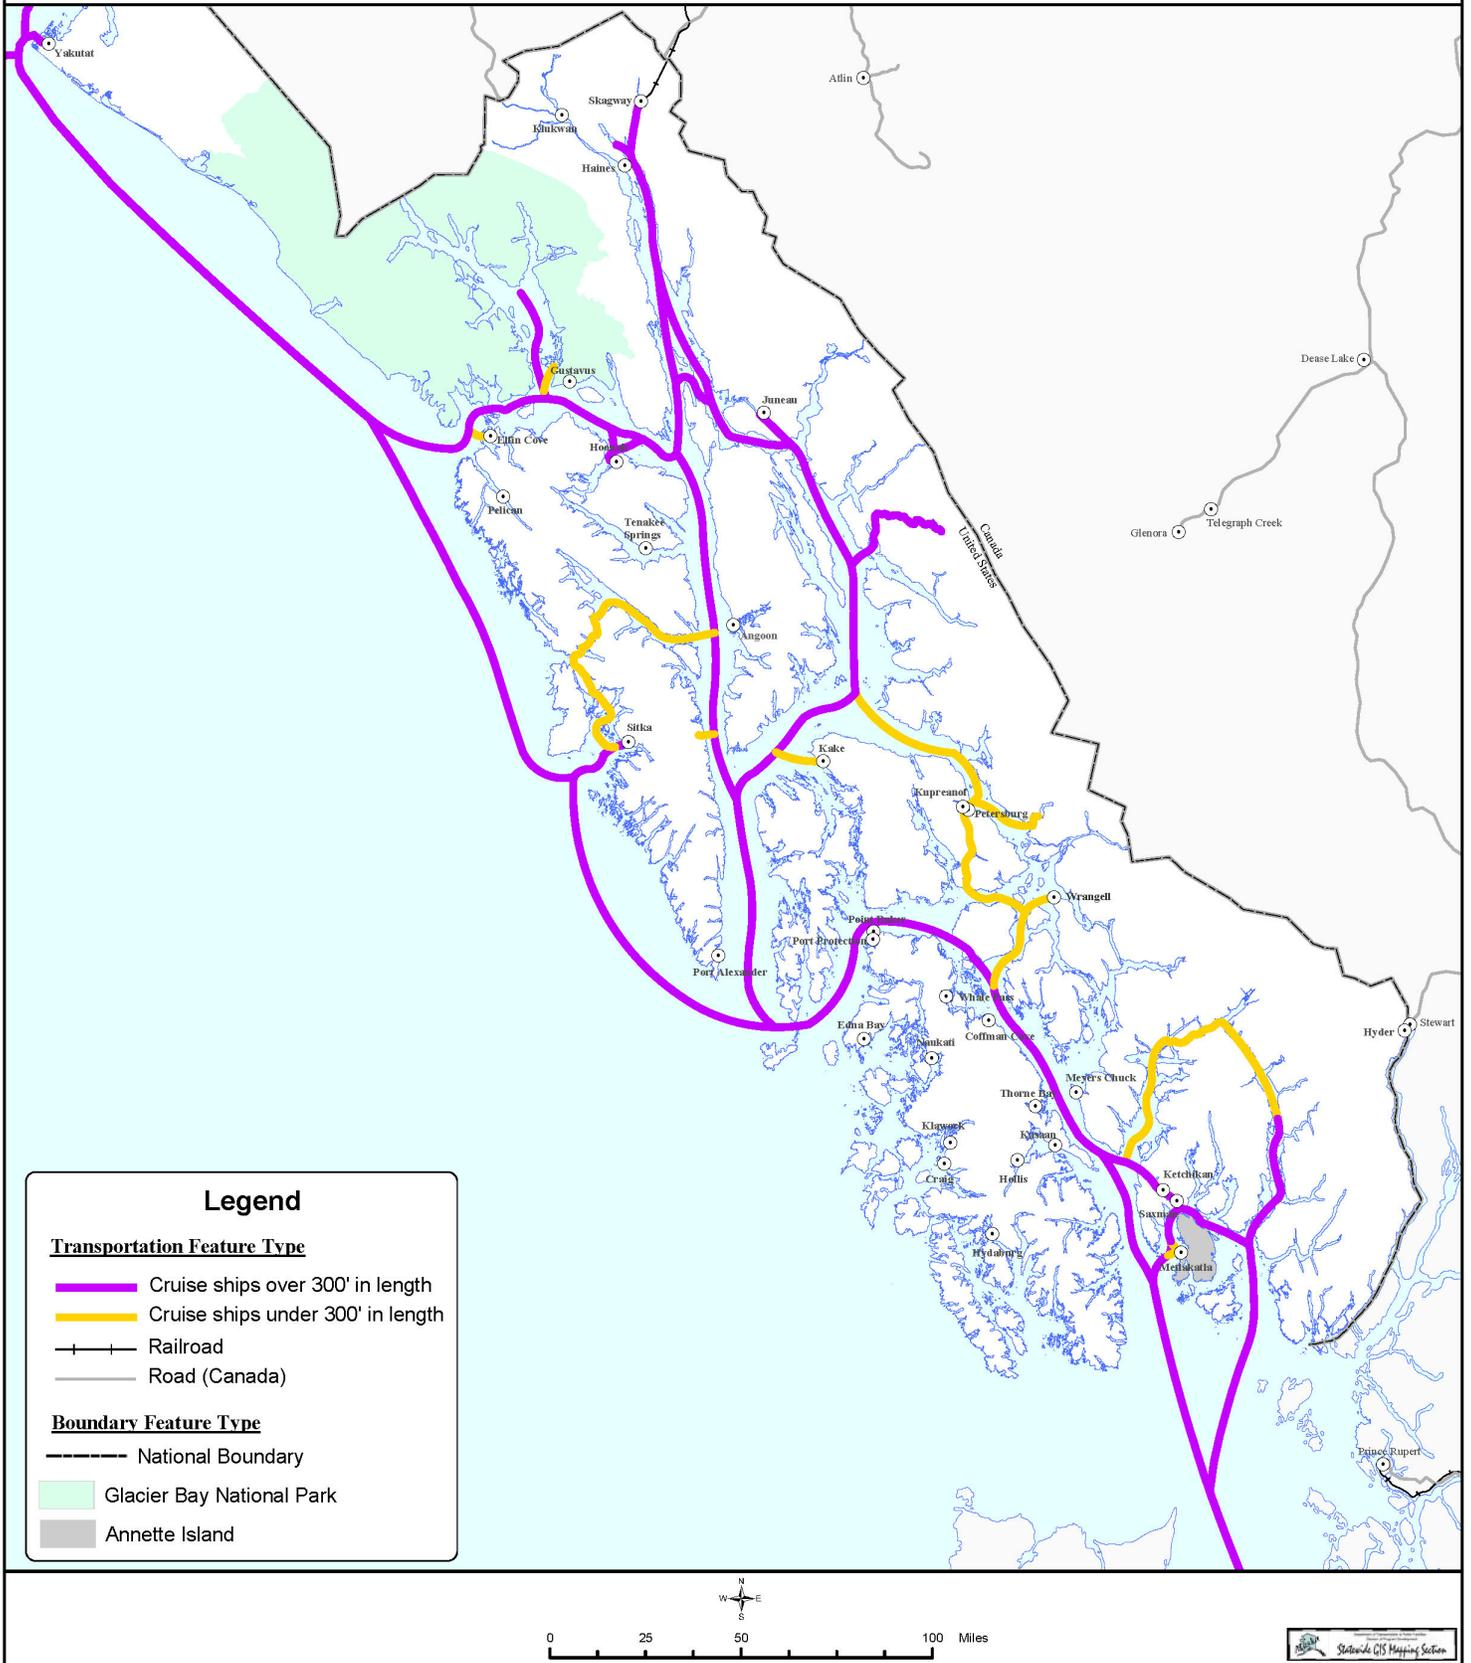 Yakutat
Atlin
Skagway
Klukwan
Haines
Dease Lake
Gustavus
Juneau
Elfin Cove
Hoonah
Pelican
Telegraph Creek
Glenora
Tenakee
Springs
Canada
United States
Angoon
Sitka
Kake
Kupreanof
Petersburg
Wrangell
Point Baker
Port Protection
Port Alexander
Whale Pass
Edna Bay
Coffman Cove
Naukati
Hyder
Stewart
Meyers Chuck
Thorne Bay
Klawock
Kasaan
Craig
Hollis
Ketchikan
Saxman
Hydaburg
Metlakatla
Prince Rupert
Legend
Transportation Feature Type
Cruise ships over 300' in length
Cruise ships under 300' in length
Railroad
Road (Canada)
Boundary Feature Type
National Boundary
Glacier Bay National Park
Annette Island
N
W E
S
0 25 50 100 Miles
Statewide GIS Mapping Section